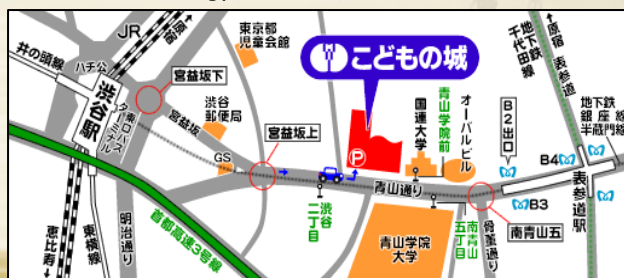 JR
↑原宿
井の頭線
ハチ公
渋谷駅
東口バス
ターミナル
恵比寿↓
東横線
明治通り
首都高速3号線
宮益坂下
宮益坂
渋谷
郵便局
GS
東京都
児童会館
宮益坂上
こどもの城
P
渋谷
二丁目
青山通り
国連大学
青山学院前
オーバルビル
青山学院
大学
南青山
五丁目
骨董通り
南青山五
B2出口
B4
B3
地下鉄
千代田線
↑原宿
表参道
地下鉄
銀座線
半蔵門線
表参道駅